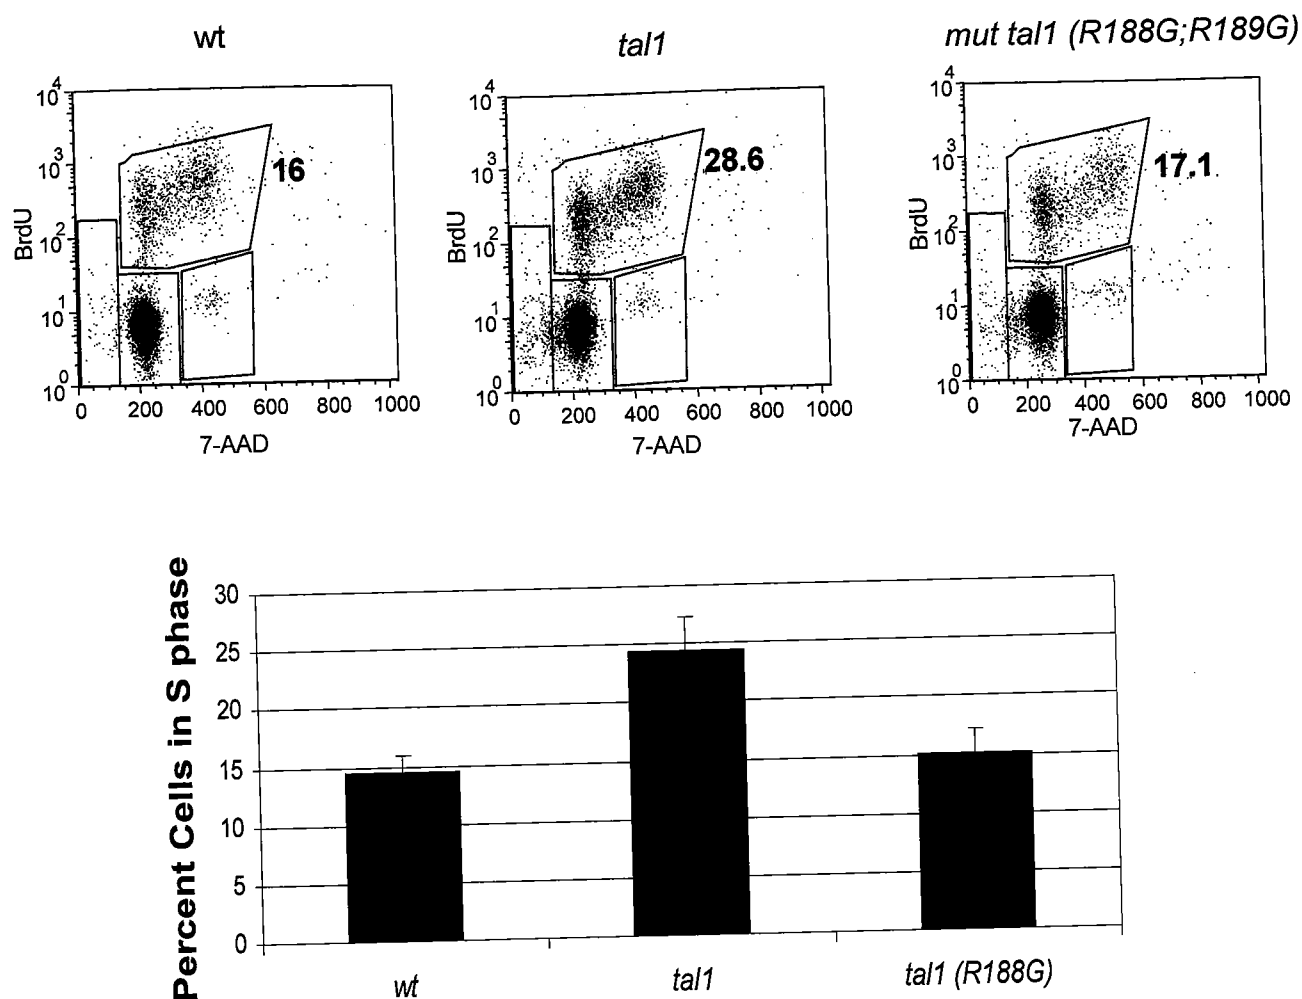 wt
tal1
mut tal1 (R188G;R189G)
10^4
10^3
10^2
10^1
10^0
BrdU
16
0 200 400 600 800 1000
7-AAD
10^4
10^3
10^2
10^1
10^0
BrdU
28.6
0 200 400 600 800 1000
7-AAD
10^4
10^3
10^2
10^1
10^0
BrdU
17.1
0 200 400 600 800 1000
7-AAD
Percent Cells in S phase
30
25
20
15
10
5
0
wt
tal1
tal1 (R188G)